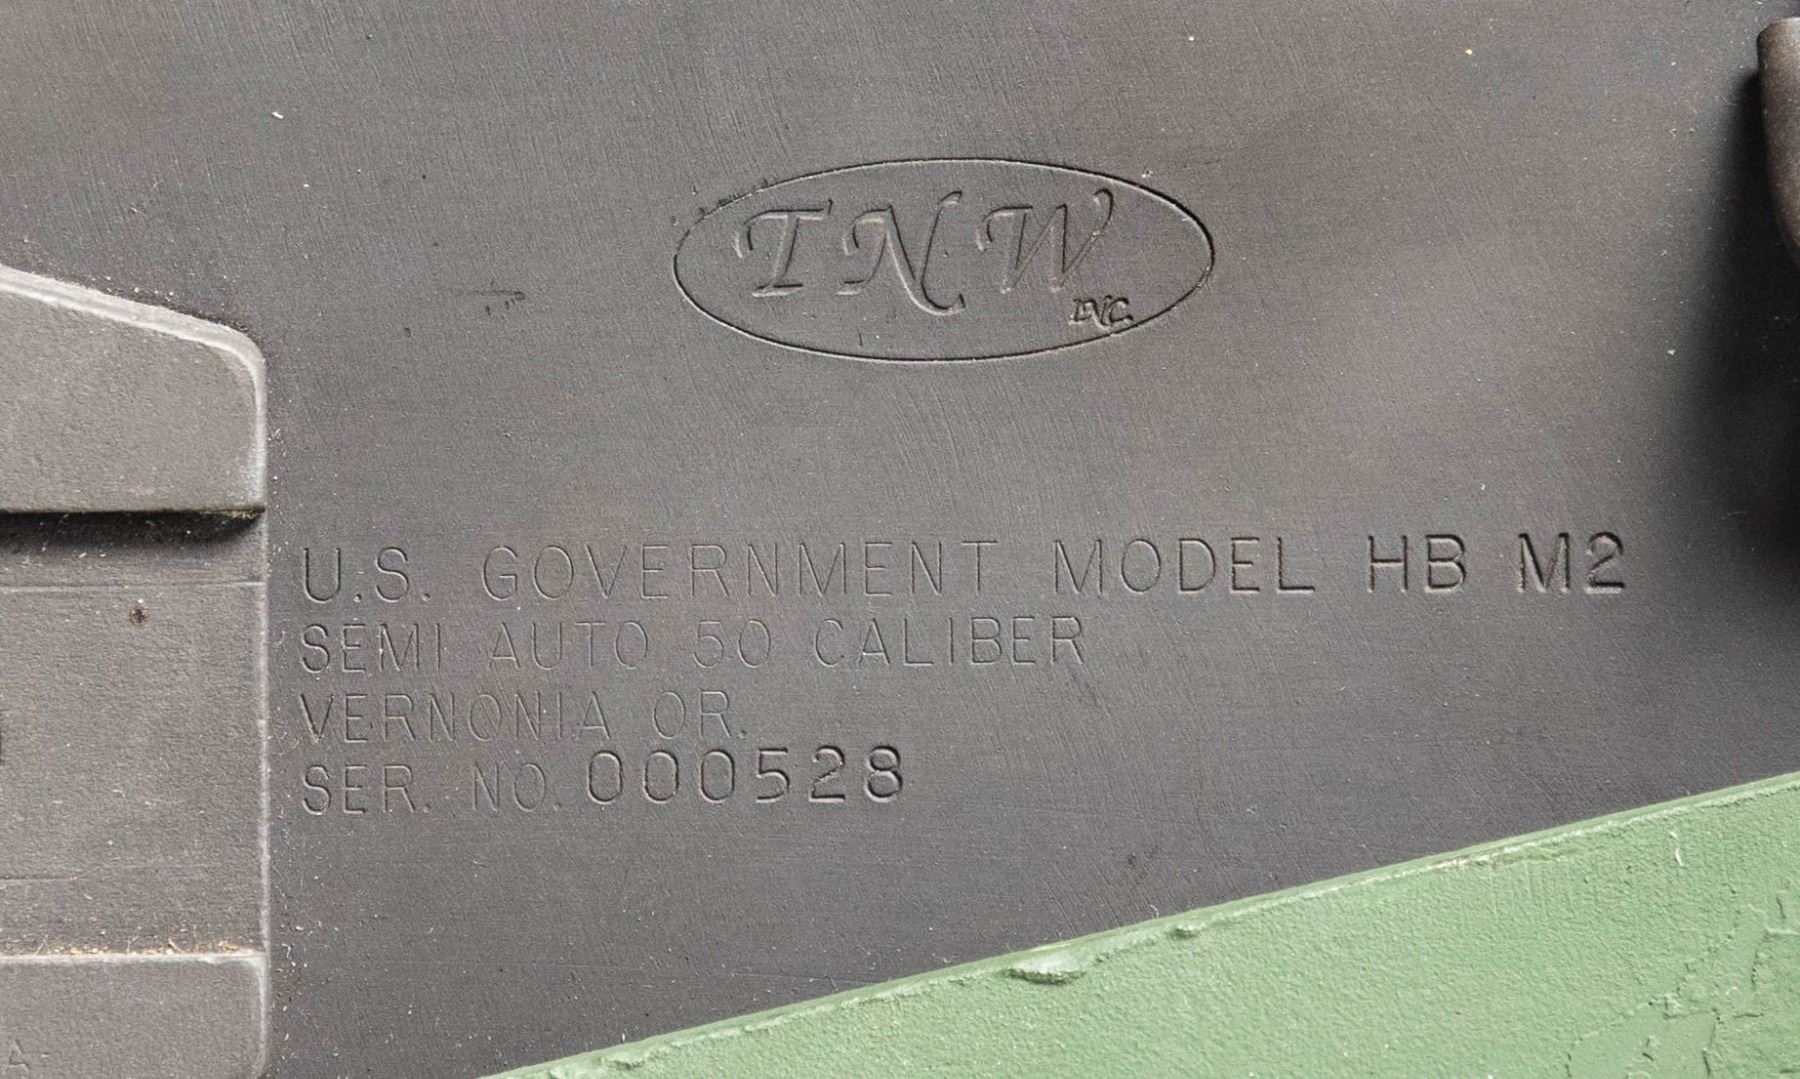 TNW
INC.
U.S. GOVERNMENT MODEL HB M2
SEMI AUTO 50 CALIBER
VERNONIA OR.
SER. NO. 000528
A-